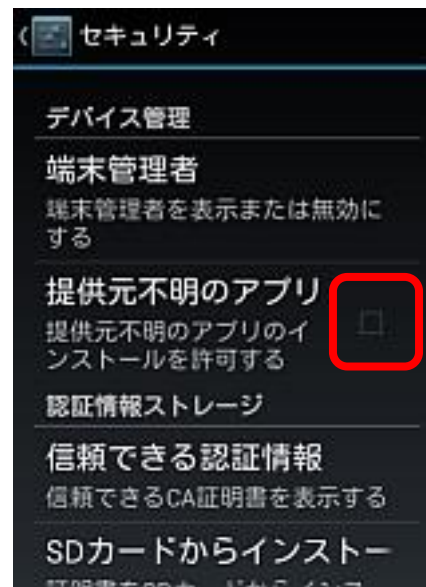 セキュリティ
デバイス管理
端末管理者
端末管理者を表示または無効に
する
提供元不明のアプリ
提供元不明のアプリのイ
ンストールを許可する
認証情報ストレージ
信頼できる認証情報
信頼できるCA証明書を表示する
SDカードからインストー